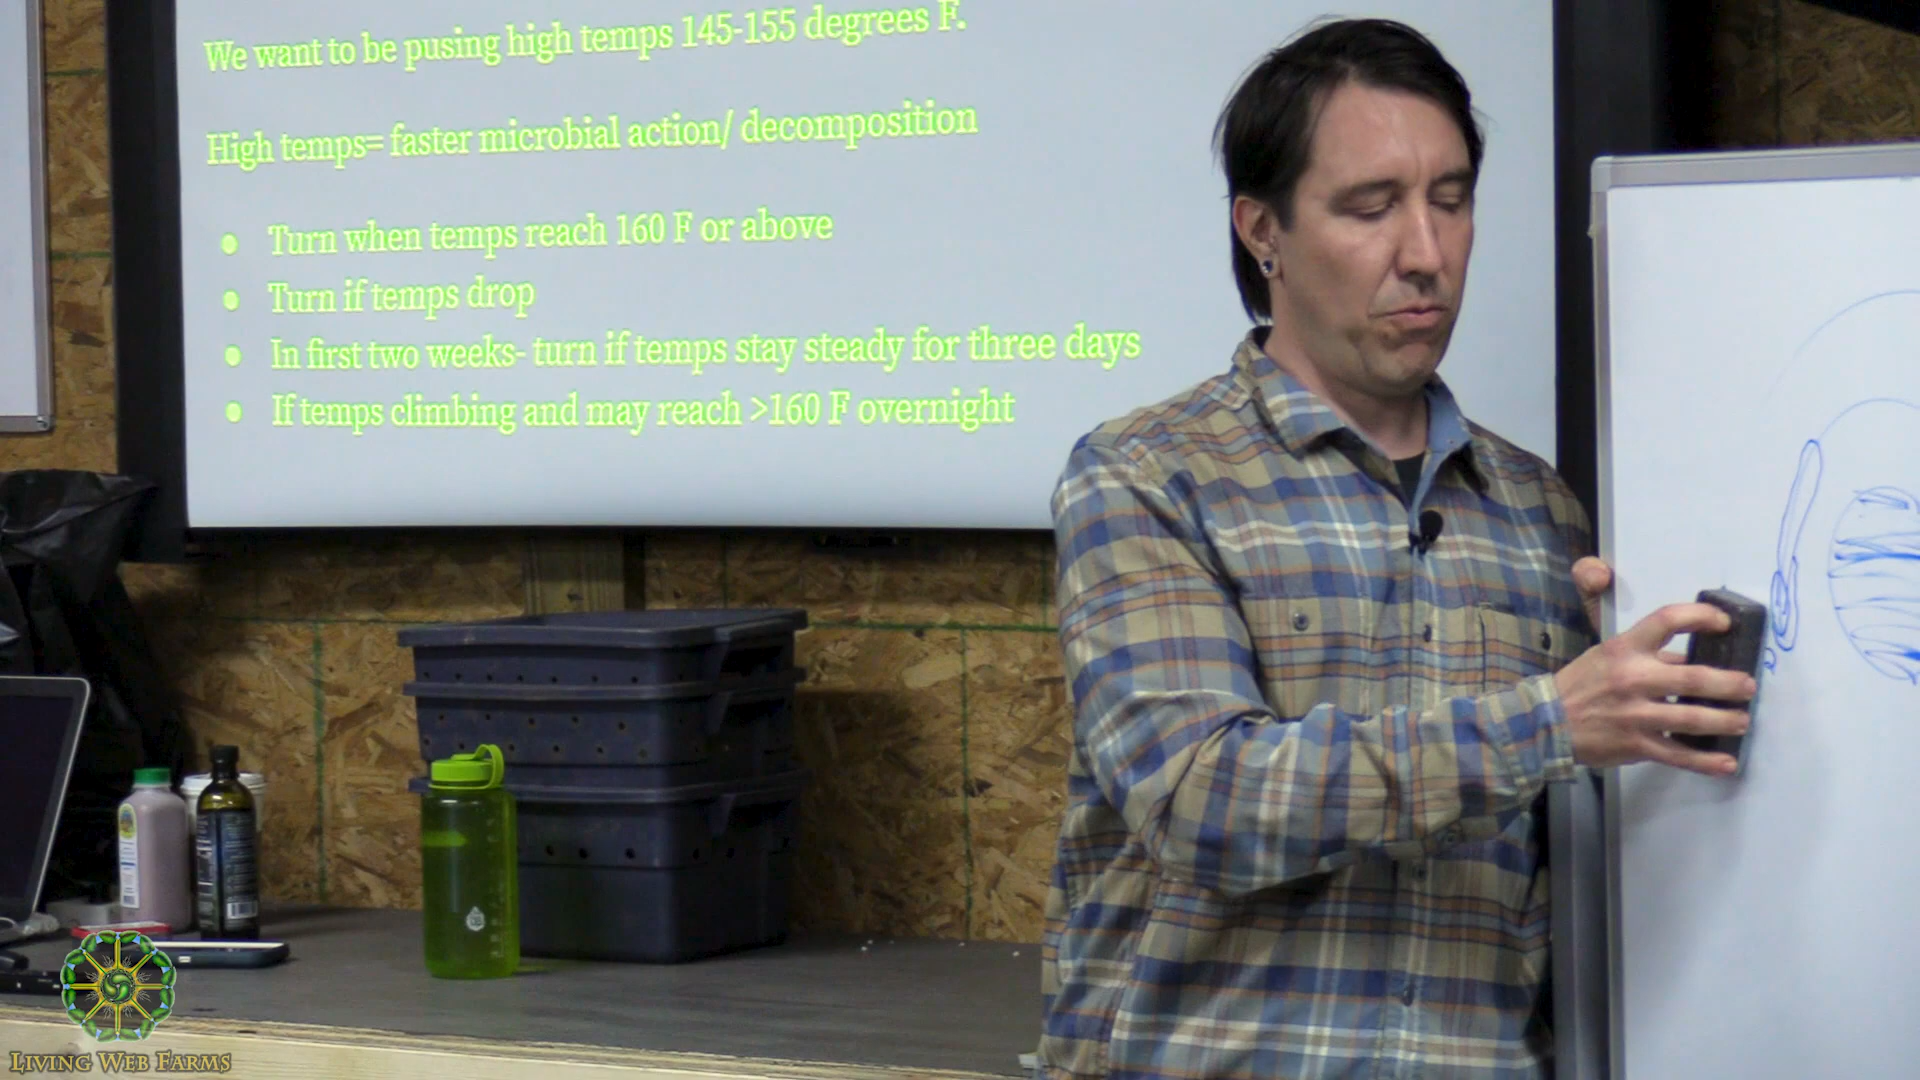 We want to be pusing high temps 145-155 degrees F.
High temps= faster microbial action/ decomposition
Turn when temps reach 160 F or above
Turn if temps drop
In first two weeks- turn if temps stay steady for three days
If temps climbing and may reach >160 F overnight
LIVING WEB FARMS